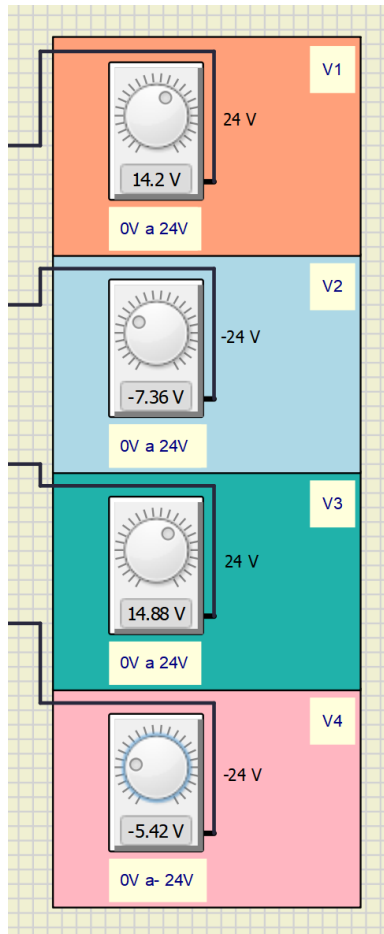 V1
24 V
14.2 V
0V a 24V
V2
-24 V
-7.36 V
0V a 24V
V3
24 V
14.88 V
0V a 24V
V4
-24 V
-5.42 V
0V a- 24V